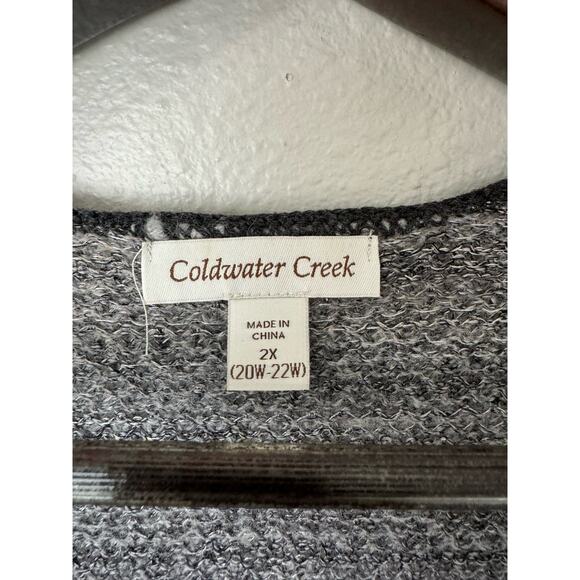 Coldwater Creek
MADE IN
CHINA
2X
(20W-22W)